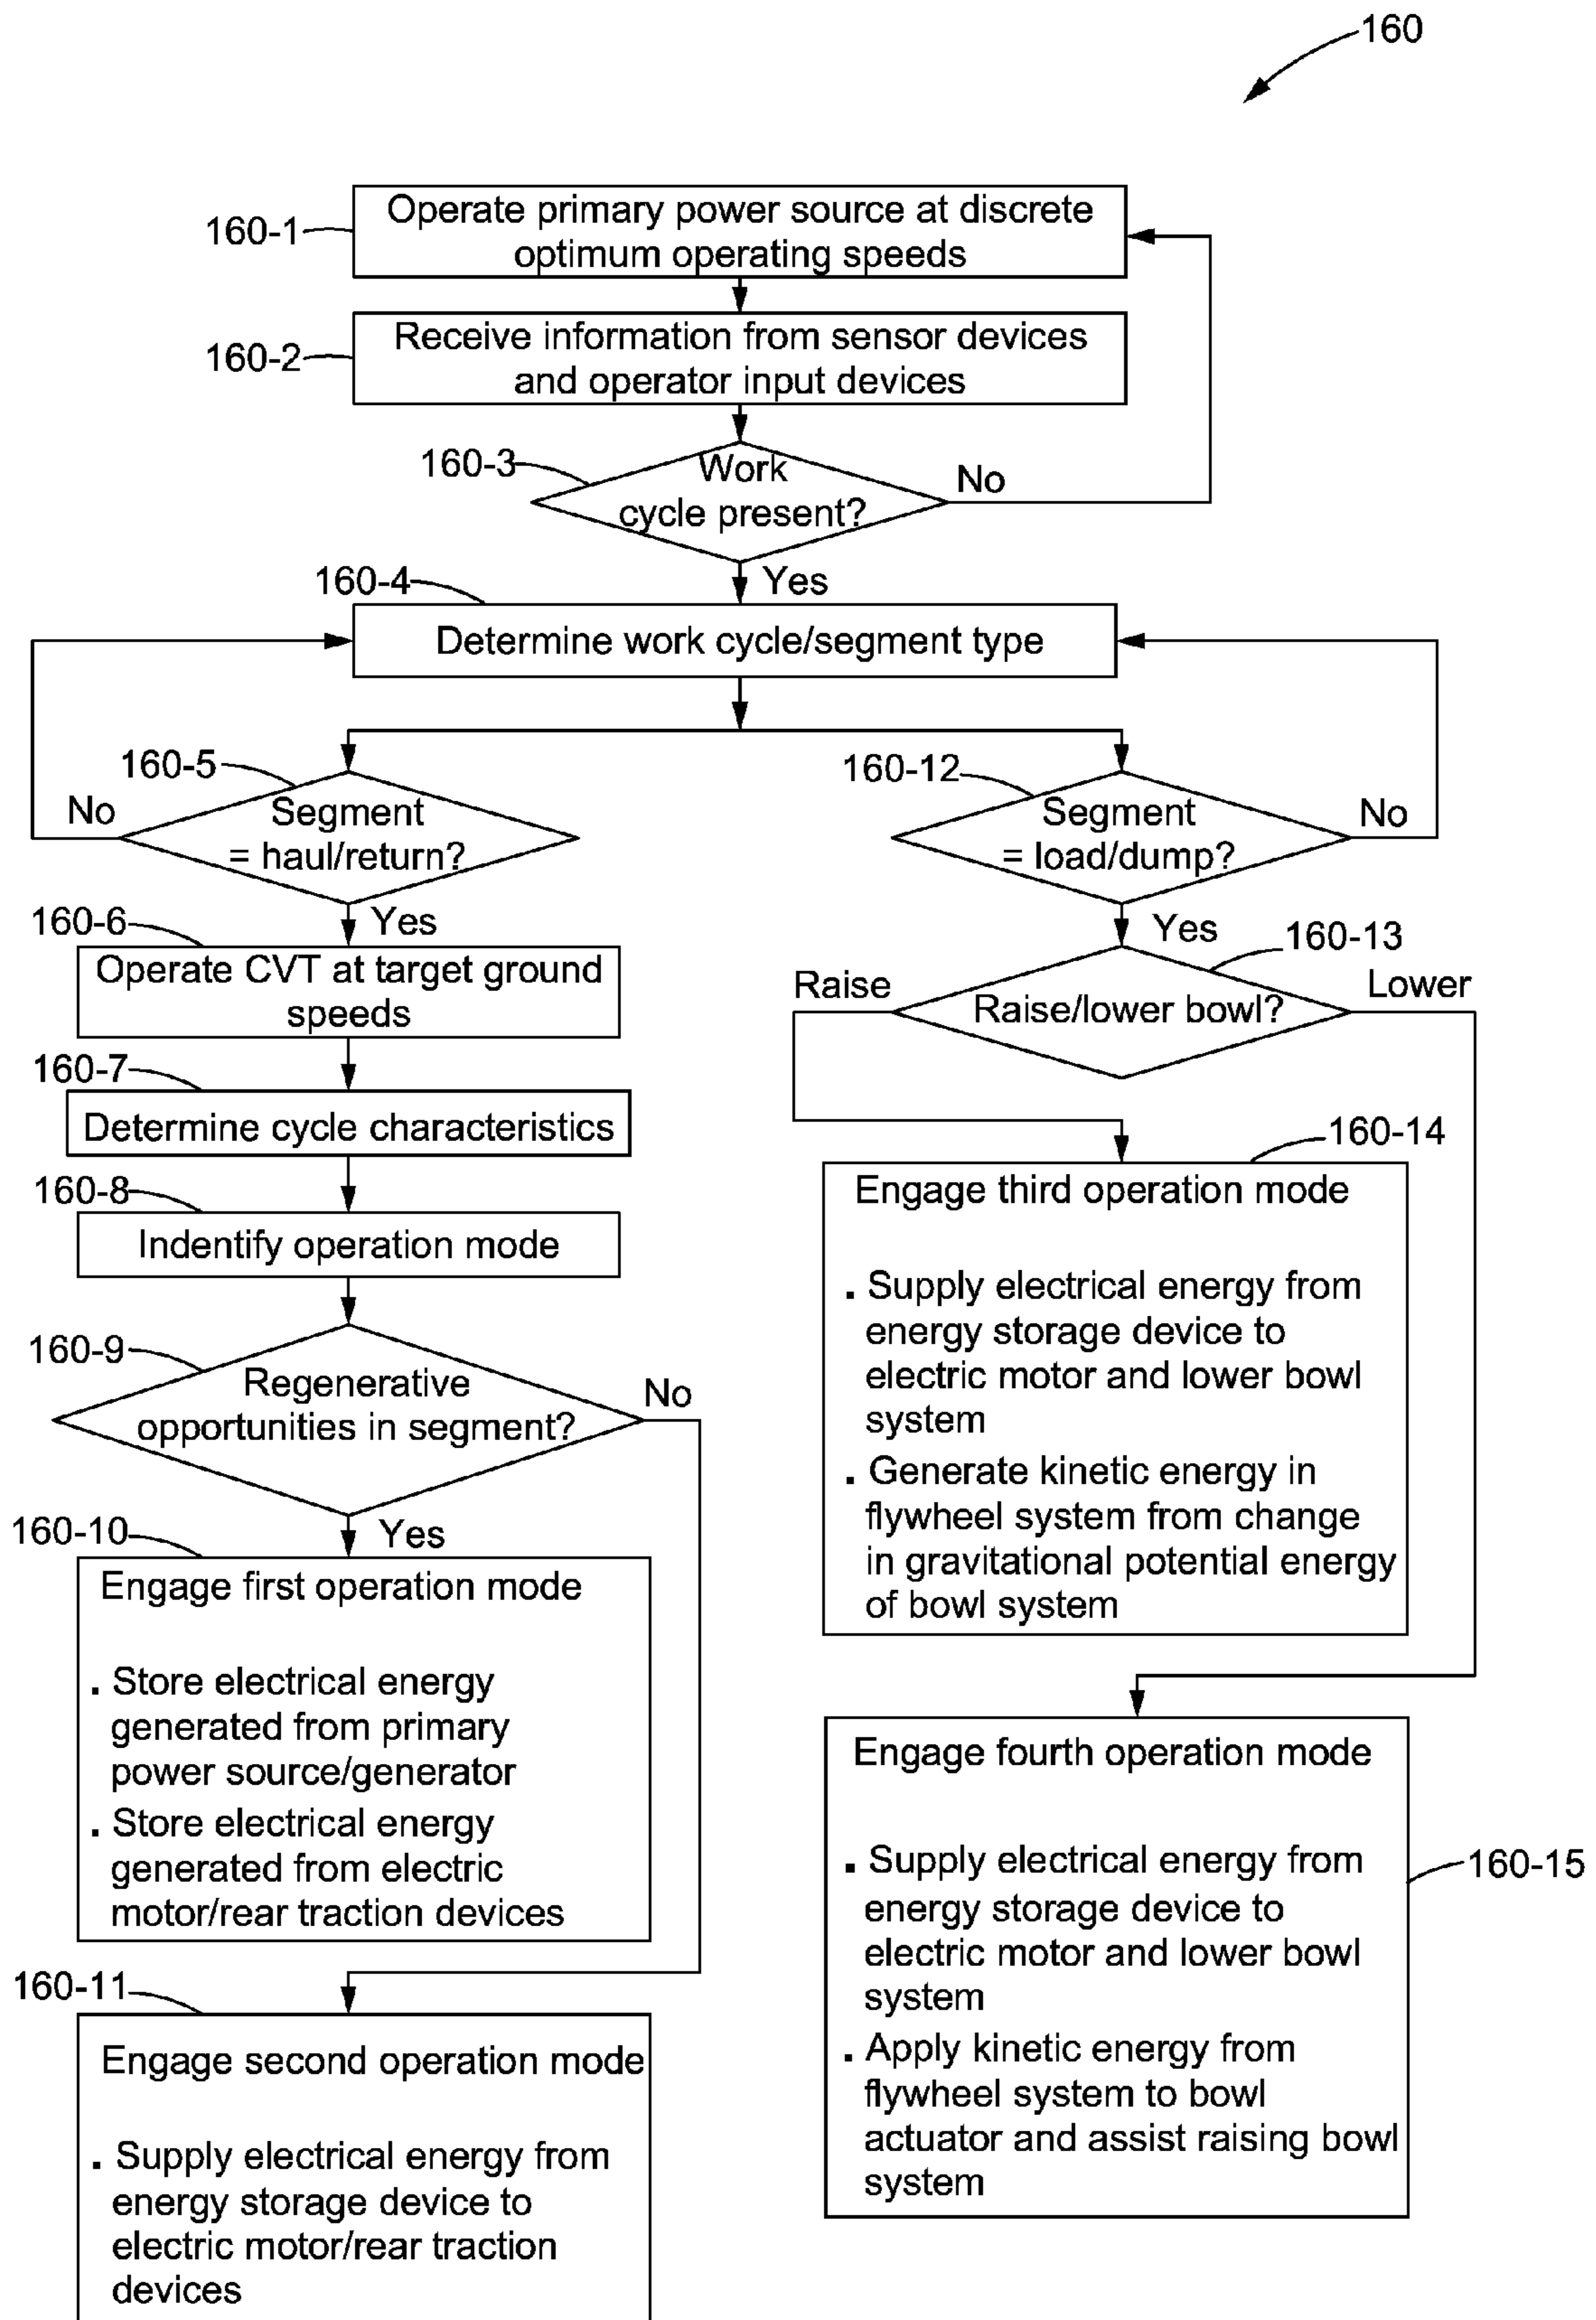 160
160-1
Operate primary power source at discrete
optimum operating speeds
160-2
Receive information from sensor devices
and operator input devices
160-3
Work
cycle present?
No
Yes
160-4
Determine work cycle/segment type
160-5
No
Segment
= haul/return?
Yes
160-6
Operate CVT at target ground
speeds
160-7
Determine cycle characteristics
160-8
Indentify operation mode
160-9
Regenerative
opportunities in segment?
No
Yes
160-10
Engage first operation mode
. Store electrical energy
generated from primary
power source/generator
. Store electrical energy
generated from electric
motor/rear traction devices
160-11
Engage second operation mode
. Supply electrical energy from
energy storage device to
electric motor/rear traction
devices
160-12
Segment
= load/dump?
No
Yes
160-13
Raise
Raise/lower bowl?
Lower
160-14
Engage third operation mode
. Supply electrical energy from
energy storage device to
electric motor and lower bowl
system
. Generate kinetic energy in
flywheel system from change
in gravitational potential energy
of bowl system
Engage fourth operation mode
160-15
. Supply electrical energy from
energy storage device to
electric motor and lower bowl
system
. Apply kinetic energy from
flywheel system to bowl
actuator and assist raising bowl
system